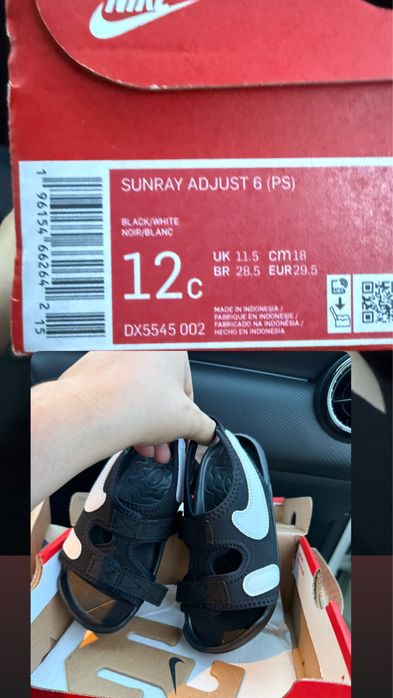 NIKE
SUNRAY ADJUST 6 (PS)
BLACK/WHITE
NOIR/BLANC
12C
UK 11.5 cm 18
BR 28.5 EUR 29.5
DX5545 002
MADE IN INDONESIA /
FABRIQUE EN INDONESIE /
FABRICADO NA INDONÉSIA /
HECHO EN INDONESIA
1 96154 66264 2 15